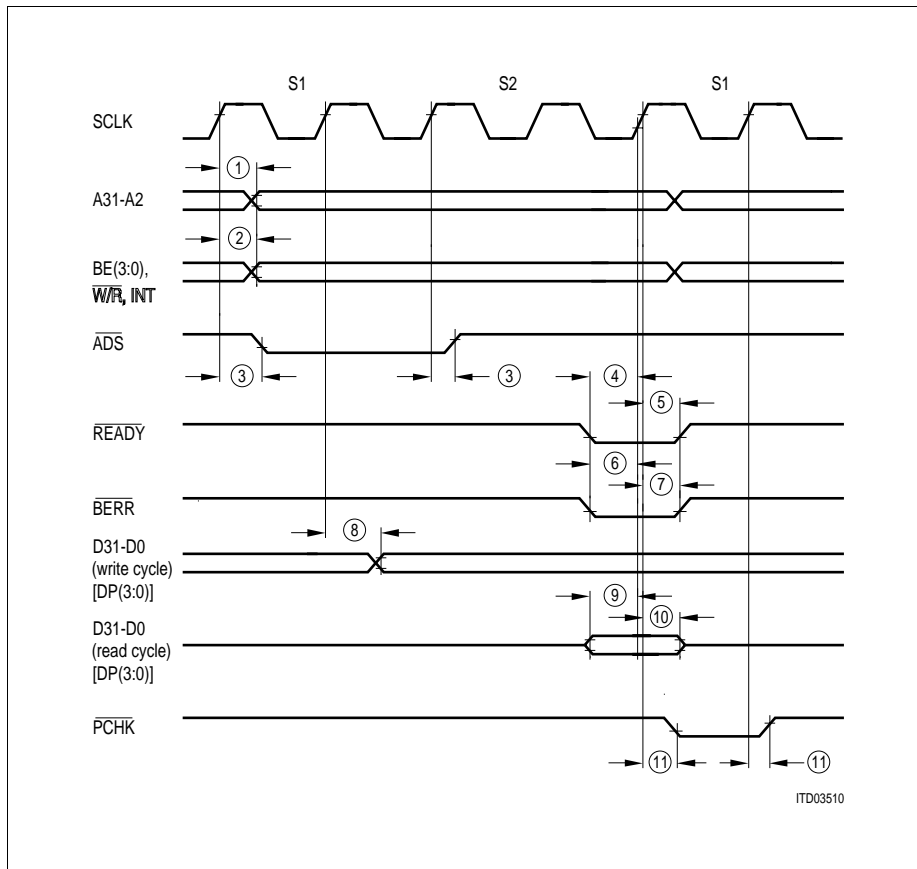 S1 S2 S1
SCLK
①
A31-A2
②
BE(3:0),
W/R, INT
ADS
③ ③ ④
⑤
READY
⑥
⑦
BERR
⑧
D31-D0
(write cycle)
[DP(3:0)]
⑨
D31-D0 ⑩
(read cycle)
[DP(3:0)]
PCHK
⑪ ⑪
ITD03510